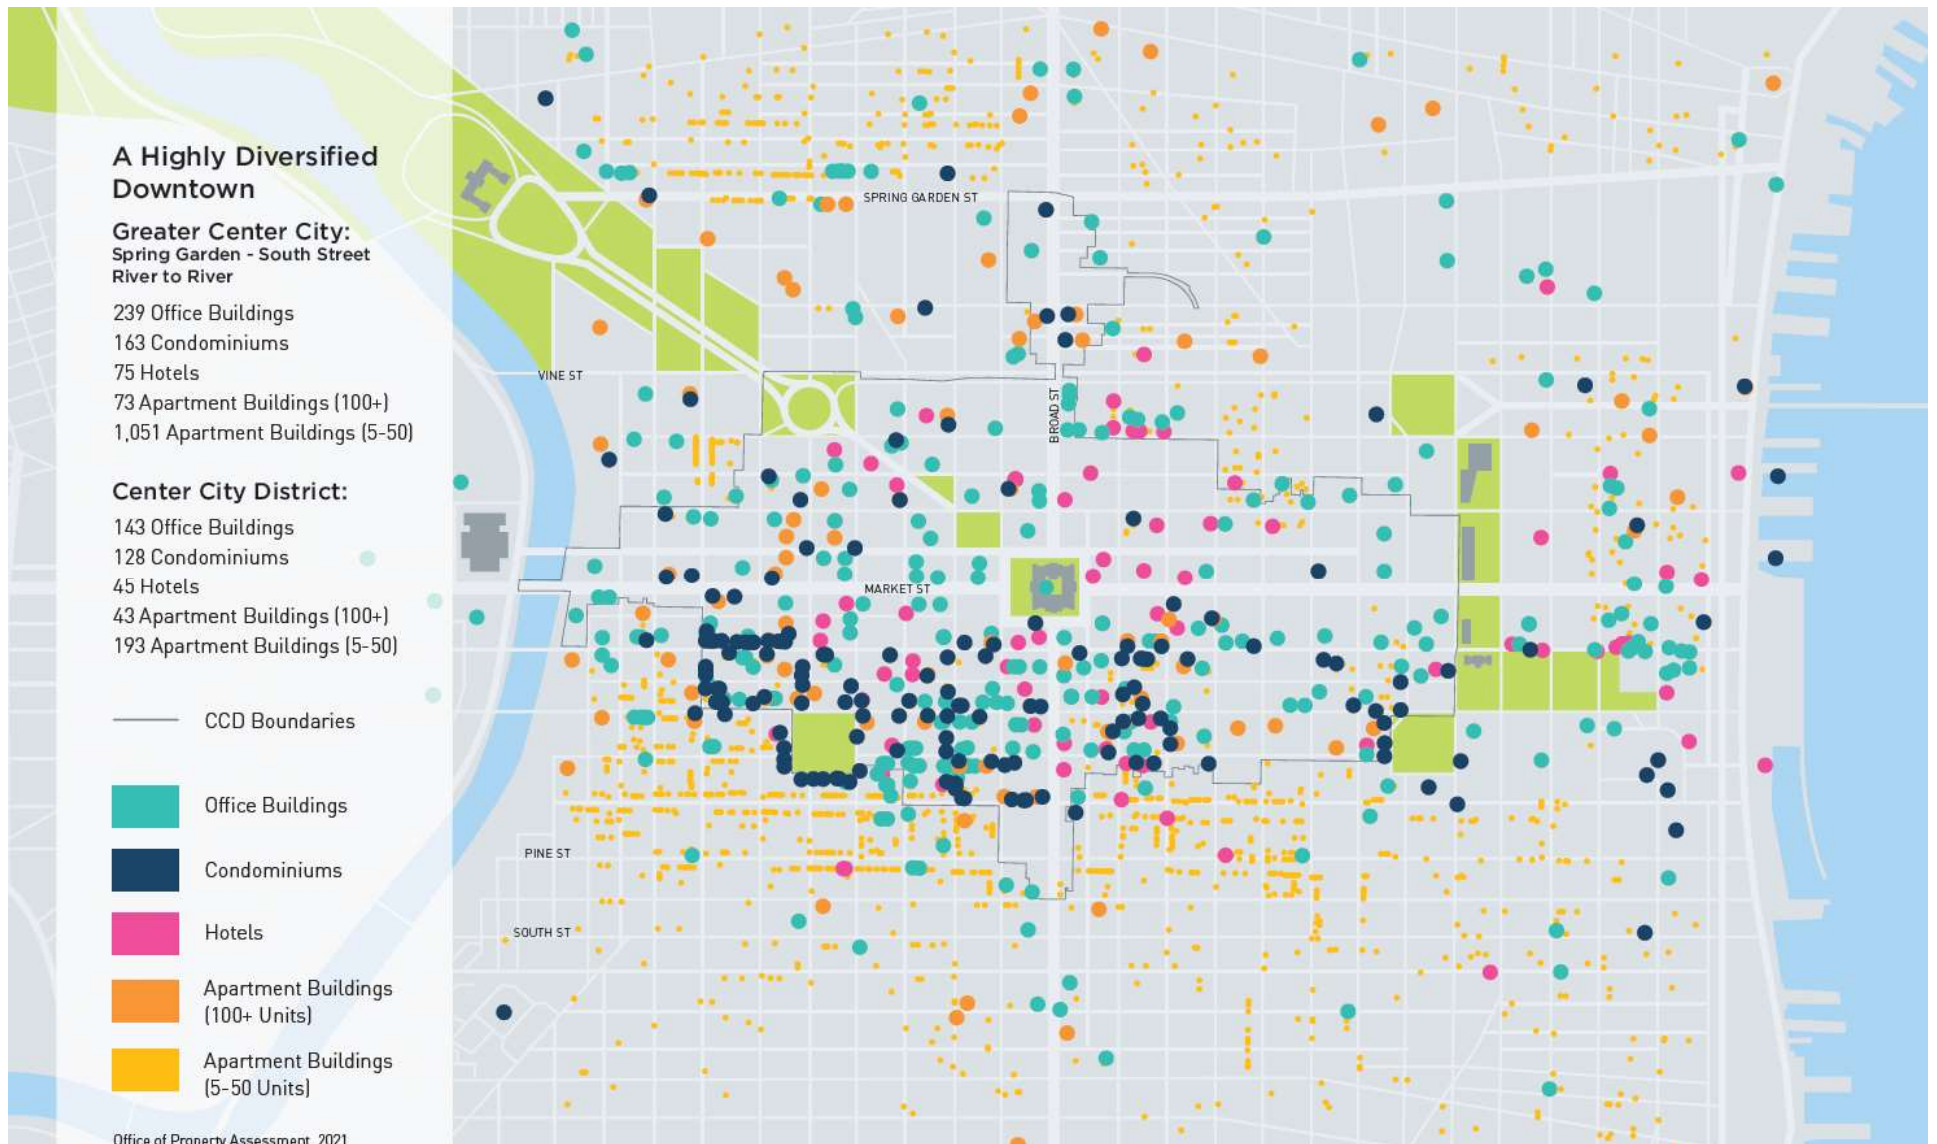 A Highly Diversified
Downtown
Greater Center City:
Spring Garden - South Street
River to River
239 Office Buildings
163 Condominiums
75 Hotels
73 Apartment Buildings (100+)
1,051 Apartment Buildings (5-50)
Center City District:
143 Office Buildings
128 Condominiums
45 Hotels
43 Apartment Buildings (100+)
193 Apartment Buildings (5-50)
CCD Boundaries
Office Buildings
Condominiums
Hotels
Apartment Buildings
(100+ Units)
Apartment Buildings
(5-50 Units)
Office of Property Assessment, 2021
SPRING GARDEN ST
VINE ST
BROAD ST
MARKET ST
PINE ST
SOUTH ST